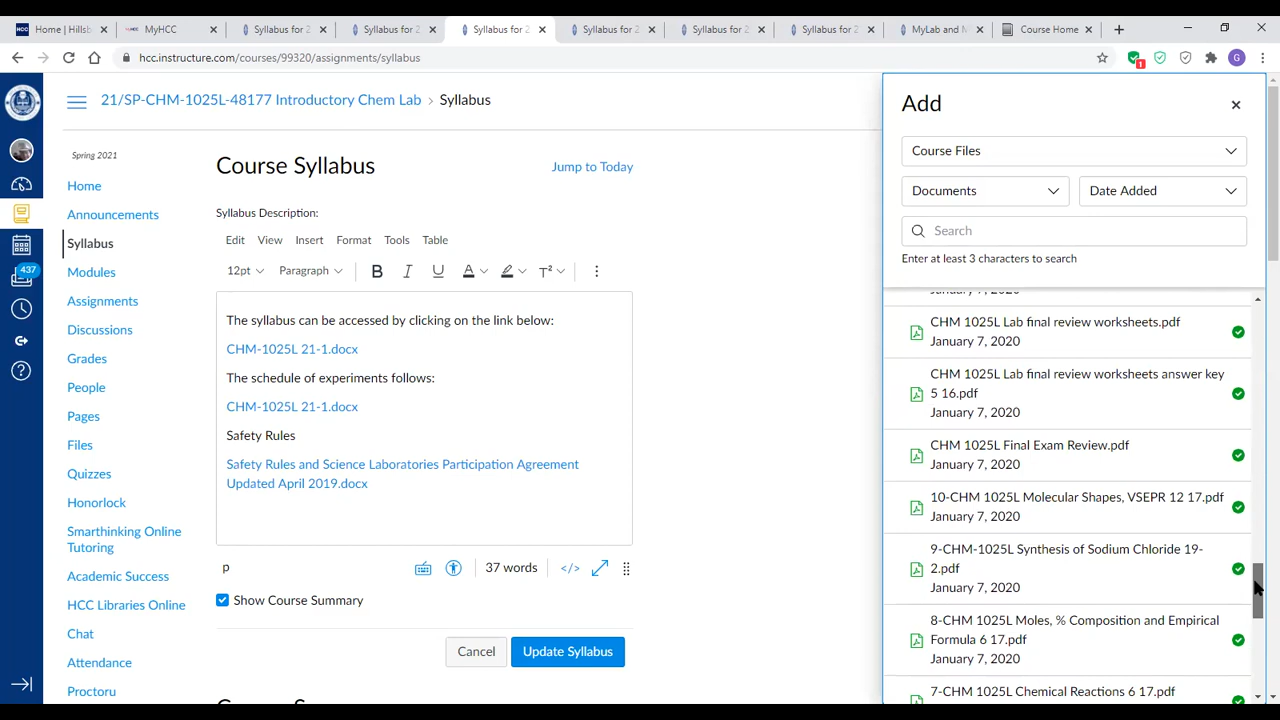 Home | Hillsb
MyHCC
Syllabus for 2
Syllabus for 2
Syllabus for 2
Syllabus for 2
Syllabus for 2
Syllabus for 2
MyLab and M
Course Home
hcc.instructure.com/courses/99320/assignments/syllabus
1
G
21/SP-CHM-1025L-48177 Introductory Chem Lab › Syllabus
Spring 2021
Home
Announcements
Syllabus
Modules
Assignments
Discussions
Grades
People
Pages
Files
Quizzes
Honorlock
Smarthinking Online
Tutoring
Academic Success
HCC Libraries Online
Chat
Attendance
Proctoru
437
Course Syllabus
Jump to Today
Syllabus Description:
Edit View Insert Format Tools Table
12pt Paragraph B I U A T²
The syllabus can be accessed by clicking on the link below:
CHM-1025L 21-1.docx
The schedule of experiments follows:
CHM-1025L 21-1.docx
Safety Rules
Safety Rules and Science Laboratories Participation Agreement
Updated April 2019.docx
p
37 words
</>
Show Course Summary
Cancel
Update Syllabus
Add
Course Files
Documents
Date Added
Search
Enter at least 3 characters to search
January 7, 2020
CHM 1025L Lab final review worksheets.pdf
January 7, 2020
CHM 1025L Lab final review worksheets answer key
5 16.pdf
January 7, 2020
CHM 1025L Final Exam Review.pdf
January 7, 2020
10-CHM 1025L Molecular Shapes, VSEPR 12 17.pdf
January 7, 2020
9-CHM-1025L Synthesis of Sodium Chloride 19-
2.pdf
January 7, 2020
8-CHM 1025L Moles, % Composition and Empirical
Formula 6 17.pdf
January 7, 2020
7-CHM 1025L Chemical Reactions 6 17.pdf